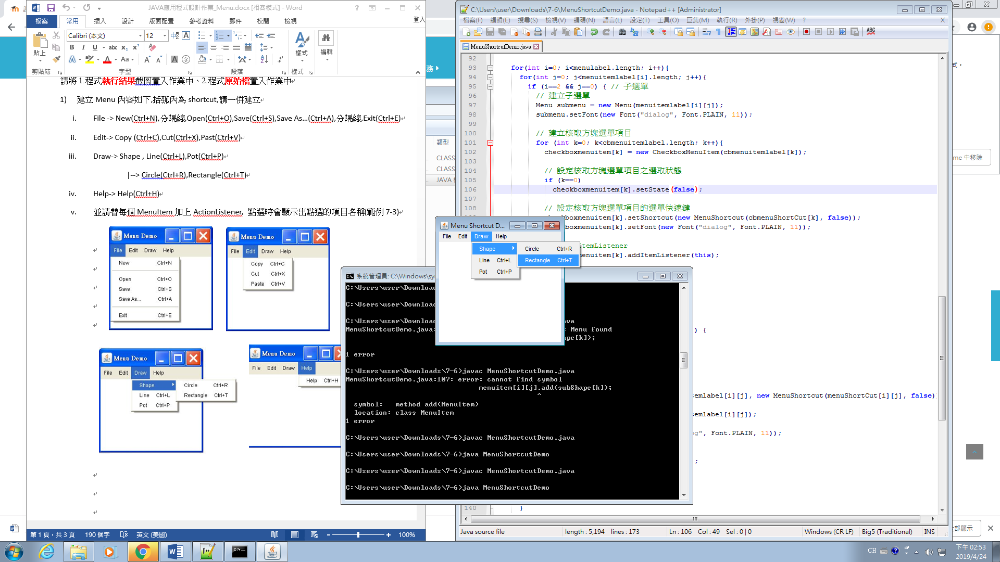 JAVA應用程式設計作業_Menu.docx [相容模式] - Word
檔案 常用 插入 設計 版面配置 參考資料 郵件 校閱 檢視 登入
貼上
Calibri (本文) 12
樣式
編輯
剪貼簿 字型 段落 樣式
請將 1.程式執行結果截圖置入作業中、2.程式原始檔置入作業中
1) 建立 Menu 內容如下,括弧內為 shortcut,請一併建立
i. File -> New(Ctrl+N),分隔線,Open(Ctrl+O),Save(Ctrl+S),Save As...(Ctrl+A),分隔線,Exit(Ctrl+E)
ii. Edit-> Copy (Ctrl+C),Cut(Ctrl+X),Past(Ctrl+V)
iii. Draw-> Shape , Line(Ctrl+L),Pot(Ctrl+P)
|--> Circle(Ctrl+R),Rectangle(Ctrl+T)
iv. Help-> Help(Ctrl+H)
v. 並請替每個 MenuItem 加上 ActionListener, 點選時會顯示出點選的項目名稱(範例 7-3)
Menu Demo
File Edit Draw Help
New Ctrl+N
Open Ctrl+O
Save Ctrl+S
Save As... Ctrl+A
Exit Ctrl+E
Menu Demo
File Edit Draw Help
Copy Ctrl+C
Cut Ctrl+X
Paste Ctrl+V
Menu Demo
File Edit Draw Help
Shape
Line Ctrl+L
Pot Ctrl+P
Circle Ctrl+R
Rectangle Ctrl+T
Menu Demo
File Edit Draw Help
Help Ctrl+H
第 1 頁，共 3 頁 190 個字 英文 (美國) 100%
務
類型
CLASS
CLASS
JAVA
C:\Users\user\Downloads\7-6\MenuShortcutDemo.java - Notepad++ [Administrator]
檔案(F) 編輯(E) 搜尋(S) 檢視(V) 編碼(N) 語言(L) 設定(T) 工具(O) 巨集(M) 執行(R) 外掛(P) 視窗(W) ? X
MenuShortcutDemo.java
92
93 for(int i=0; i<menulabel.length; i++){
94 for(int j=0; j<menuitemlabel[i].length; j++){
95 if (i==2 && j==0) { // 子選單
96 // 建立子選單
97 Menu submenu = new Menu(menuitemlabel[i][j]);
98 submenu.setFont(new Font("dialog", Font.PLAIN, 11));
99
100 // 建立核取方塊選單項目
101 for (int k=0; k<cbmenuitemlabel.length; k++){
102 checkboxmenuitem[k] = new CheckboxMenuItem(cbmenuitemlabel[k]);
103
104 // 設定核取方塊選單項目之選取狀態
105 if (k==0)
106 checkboxmenuitem[k].setState(false);
107
108 // 設定核取方塊選單項目的選單快速鍵
kboxmenuitem[k].setShortcut(new MenuShortcut(cbmenuShortCut[k], false));
kboxmenuitem[k].setFont(new Font("dialog", Font.PLAIN, 11));
temListener
menuitem[k].addItemListener(this);
) {
emlabel[i][j], new MenuShortcut(menuShortCut[i][j], false)
temlabel[i][j]);
g", Font.PLAIN, 11));
;
140 }
Java source file length : 5,194 lines : 173 Ln : 106 Col : 49 Sel : 0 | 0 Windows (CR LF) Big5 (Traditional) INS
Menu Shortcut D...
File Edit Draw Help
Shape
Line Ctrl+L
Pot Ctrl+P
Circle Ctrl+R
Rectangle Ctrl+T
系統管理員: C:\Windows\sy
C:\Users\user\Downloa
C:\Users\user\Downloa
C:\Users\user\Downloa
va
MenuShortcutDemo.java:
Menu found
pe[k]);
1 error
C:\Users\user\Downloads\7-6>javac MenuShortcutDemo.java
MenuShortcutDemo.java:107: error: cannot find symbol
menuitem[i][j].add(subShape[k]);
^
symbol: method add(MenuItem)
location: class MenuItem
1 error
C:\Users\user\Downloads\7-6>javac MenuShortcutDemo.java
C:\Users\user\Downloads\7-6>java MenuShortcutDemo
C:\Users\user\Downloads\7-6>javac MenuShortcutDemo.java
C:\Users\user\Downloads\7-6>java MenuShortcutDemo
式。
me 中移除
部顯示
CH
下午 02:53
2019/4/24